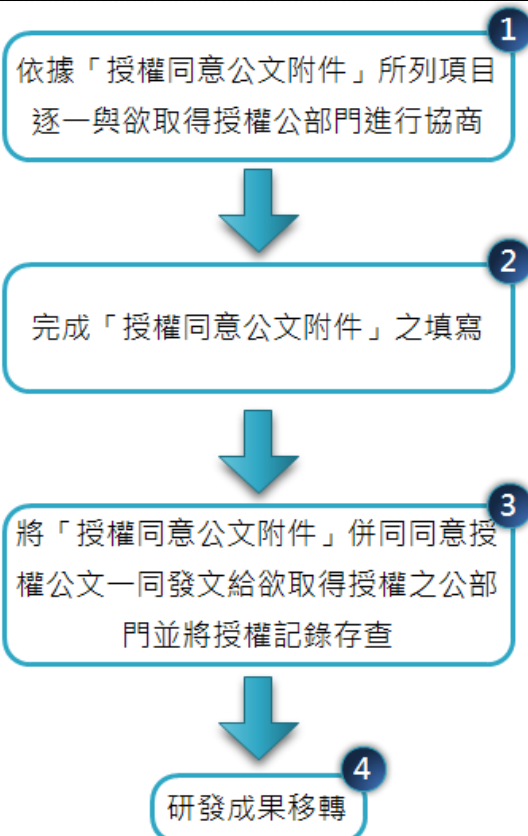 1
依據「授權同意公文附件」所列項目
逐一與欲取得授權公部門進行協商
2
完成「授權同意公文附件」之填寫
3
將「授權同意公文附件」併同同意授
權公文一同發文給欲取得授權之公部
門並將授權記錄存查
4
研發成果移轉